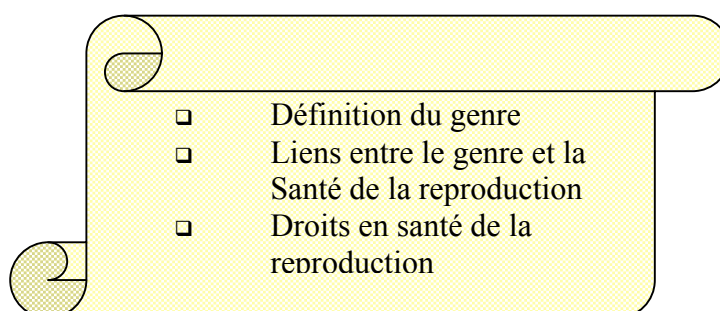 ❑ Définition du genre
❑ Liens entre le genre et la
Santé de la reproduction
❑ Droits en santé de la
reproduction